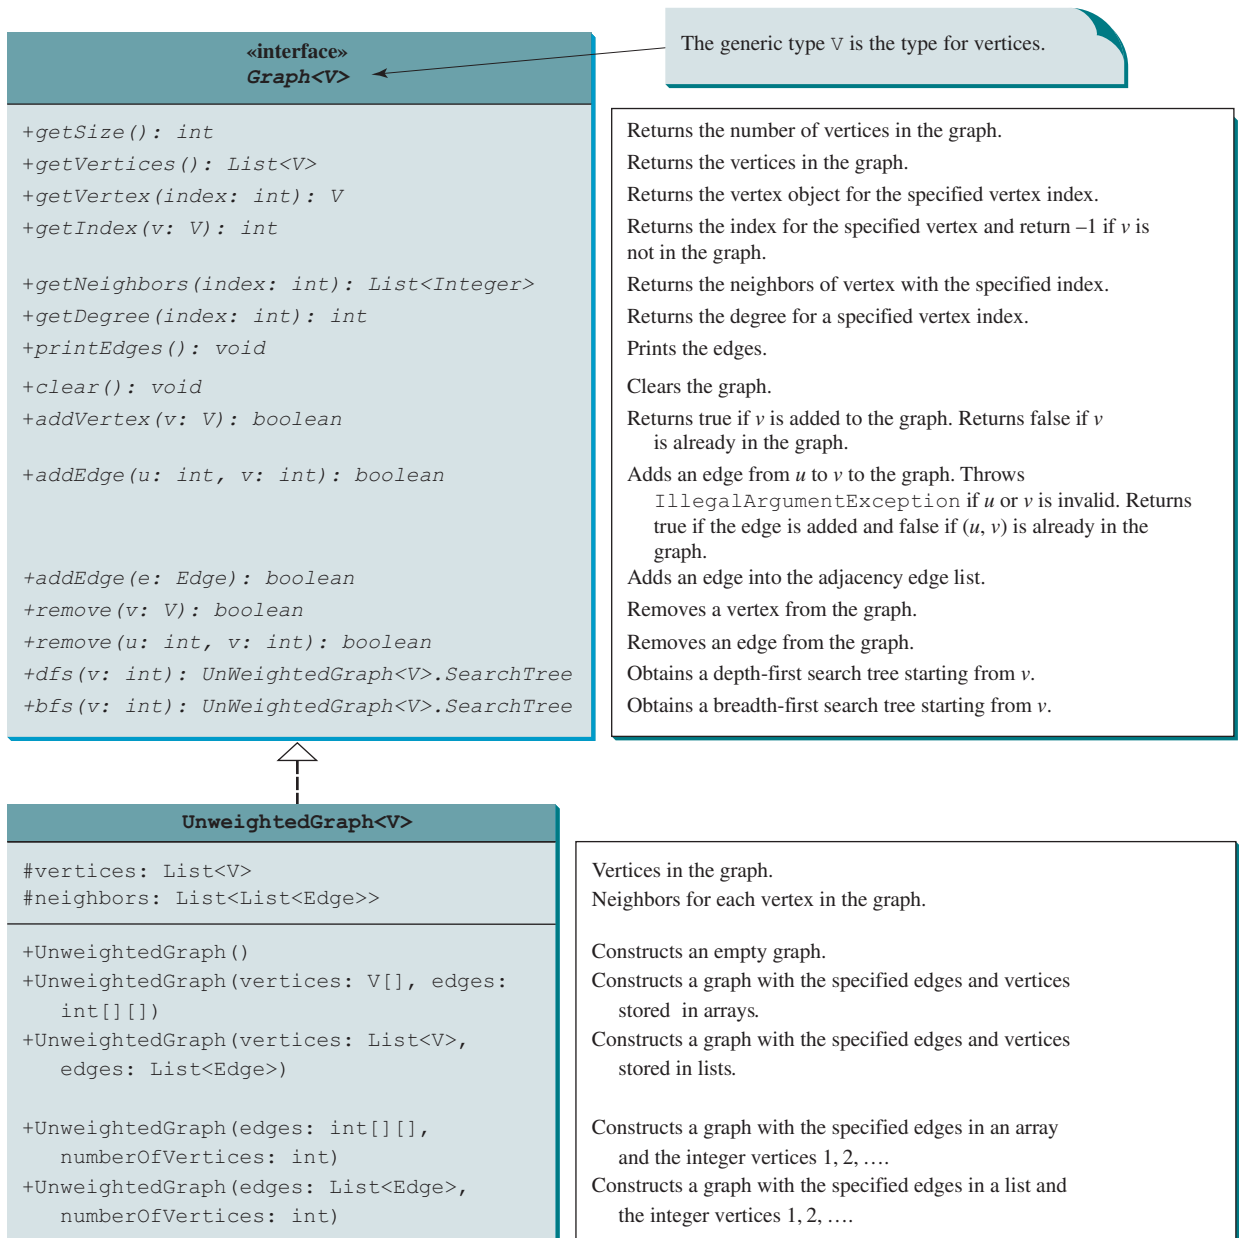 The generic type V is the type for vertices.
«interface»
Graph<V>
+getSize(): int
Returns the number of vertices in the graph.
+getVertices(): List<V>
Returns the vertices in the graph.
+getVertex(index: int): V
Returns the vertex object for the specified vertex index.
+getIndex(v: V): int
Returns the index for the specified vertex and return –1 if v is
not in the graph.
+getNeighbors(index: int): List<Integer>
Returns the neighbors of vertex with the specified index.
+getDegree(index: int): int
Returns the degree for a specified vertex index.
+printEdges(): void
Prints the edges.
+clear(): void
Clears the graph.
+addVertex(v: V): boolean
Returns true if v is added to the graph. Returns false if v
is already in the graph.
+addEdge(u: int, v: int): boolean
Adds an edge from u to v to the graph. Throws
IllegalArgumentException if u or v is invalid. Returns
true if the edge is added and false if (u, v) is already in the
graph.
+addEdge(e: Edge): boolean
Adds an edge into the adjacency edge list.
+remove(v: V): boolean
Removes a vertex from the graph.
+remove(u: int, v: int): boolean
Removes an edge from the graph.
+dfs(v: int): UnWeightedGraph<V>.SearchTree
Obtains a depth-first search tree starting from v.
+bfs(v: int): UnWeightedGraph<V>.SearchTree
Obtains a breadth-first search tree starting from v.
UnweightedGraph<V>
#vertices: List<V>
Vertices in the graph.
#neighbors: List<List<Edge>>
Neighbors for each vertex in the graph.
+UnweightedGraph()
Constructs an empty graph.
+UnweightedGraph(vertices: V[], edges:
int[][])
Constructs a graph with the specified edges and vertices
stored in arrays.
+UnweightedGraph(vertices: List<V>,
edges: List<Edge>)
Constructs a graph with the specified edges and vertices
stored in lists.
+UnweightedGraph(edges: int[][],
numberOfVertices: int)
Constructs a graph with the specified edges in an array
and the integer vertices 1, 2, ….
+UnweightedGraph(edges: List<Edge>,
numberOfVertices: int)
Constructs a graph with the specified edges in a list and
the integer vertices 1, 2, ….